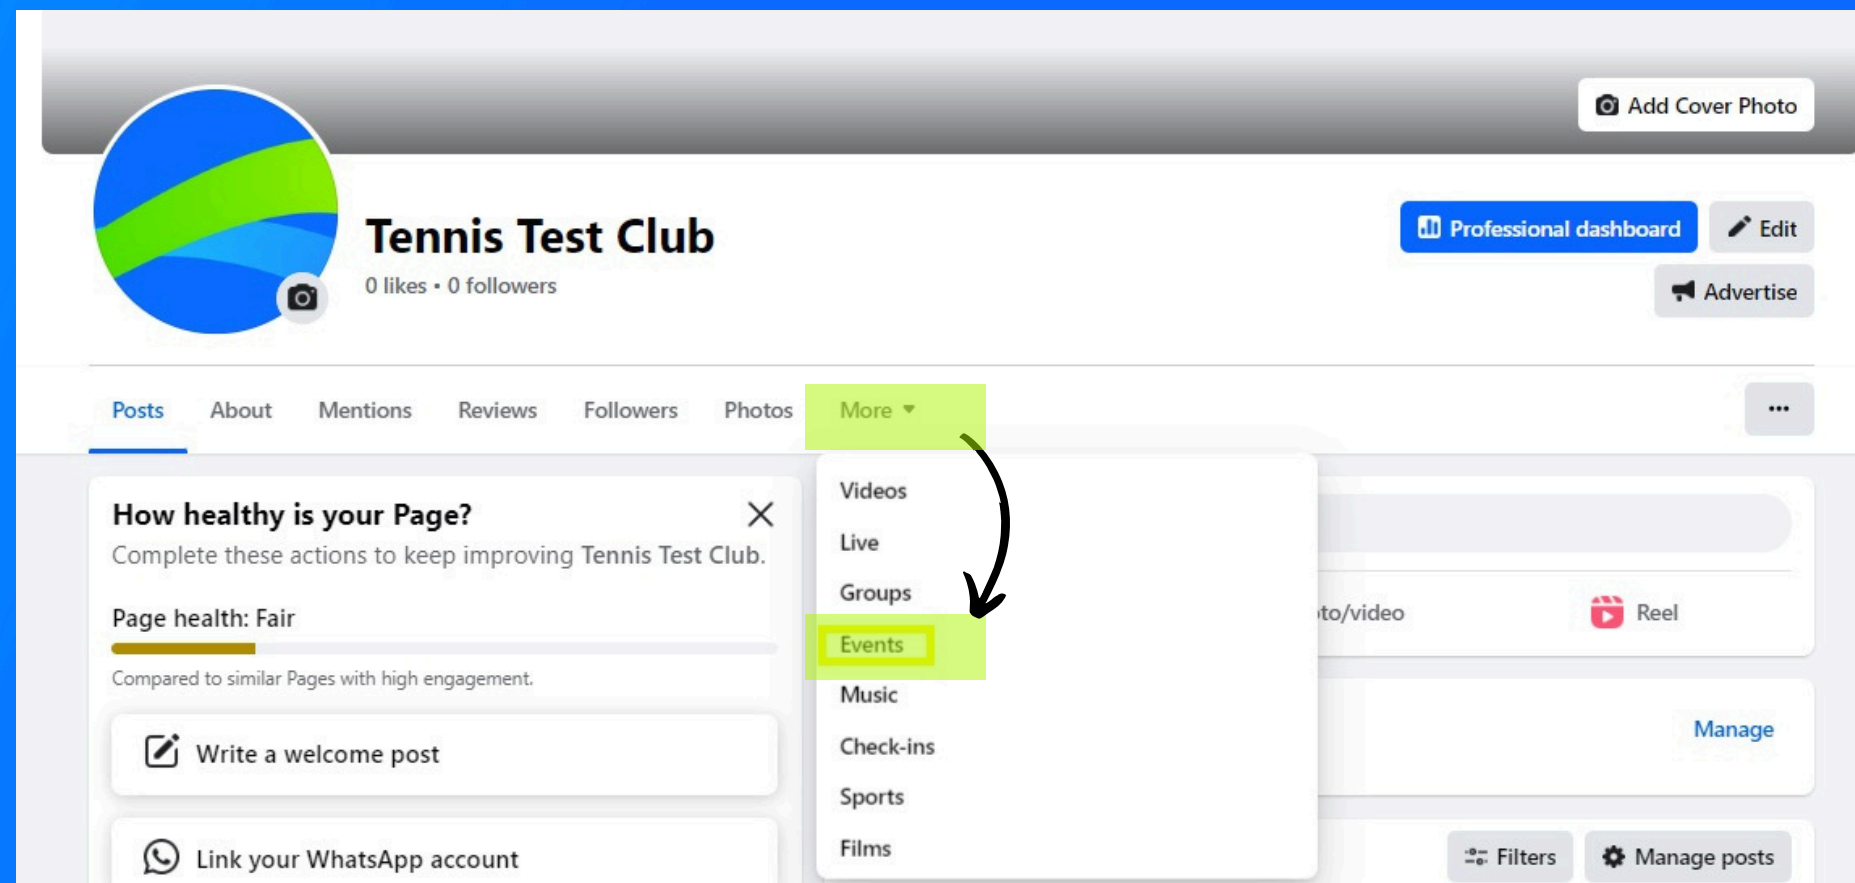 Add Cover Photo
Tennis Test Club
0 likes • 0 followers
Professional dashboard
Edit
Advertise
Posts About Mentions Reviews Followers Photos More
How healthy is your Page?
Complete these actions to keep improving Tennis Test Club.
Page health: Fair
Compared to similar Pages with high engagement.
Write a welcome post
Link your WhatsApp account
Videos
Live
Groups
Events
Music
Check-ins
Sports
Films
to/video
Reel
Manage
Filters
Manage posts